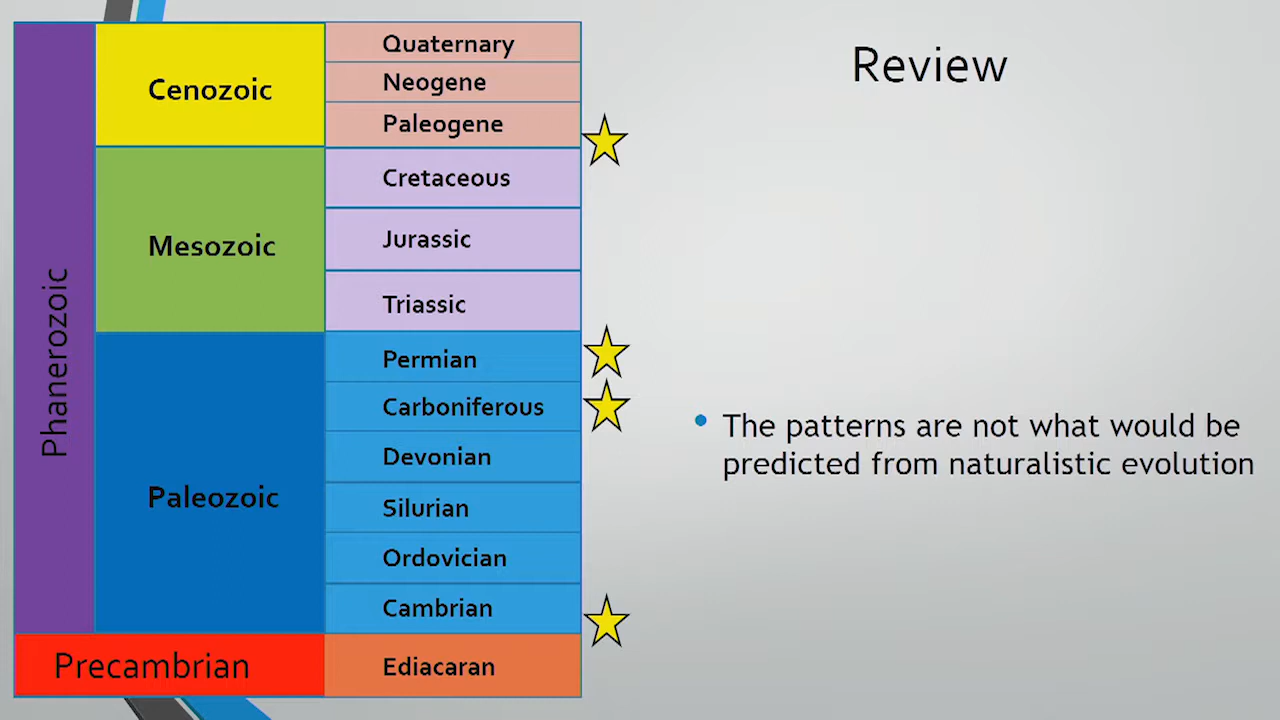 Review
Phanerozoic
Cenozoic
Quaternary
Neogene
Paleogene
Mesozoic
Cretaceous
Jurassic
Triassic
Paleozoic
Permian
Carboniferous
Devonian
Silurian
Ordovician
Cambrian
Precambrian
Ediacaran
• The patterns are not what would be
predicted from naturalistic evolution